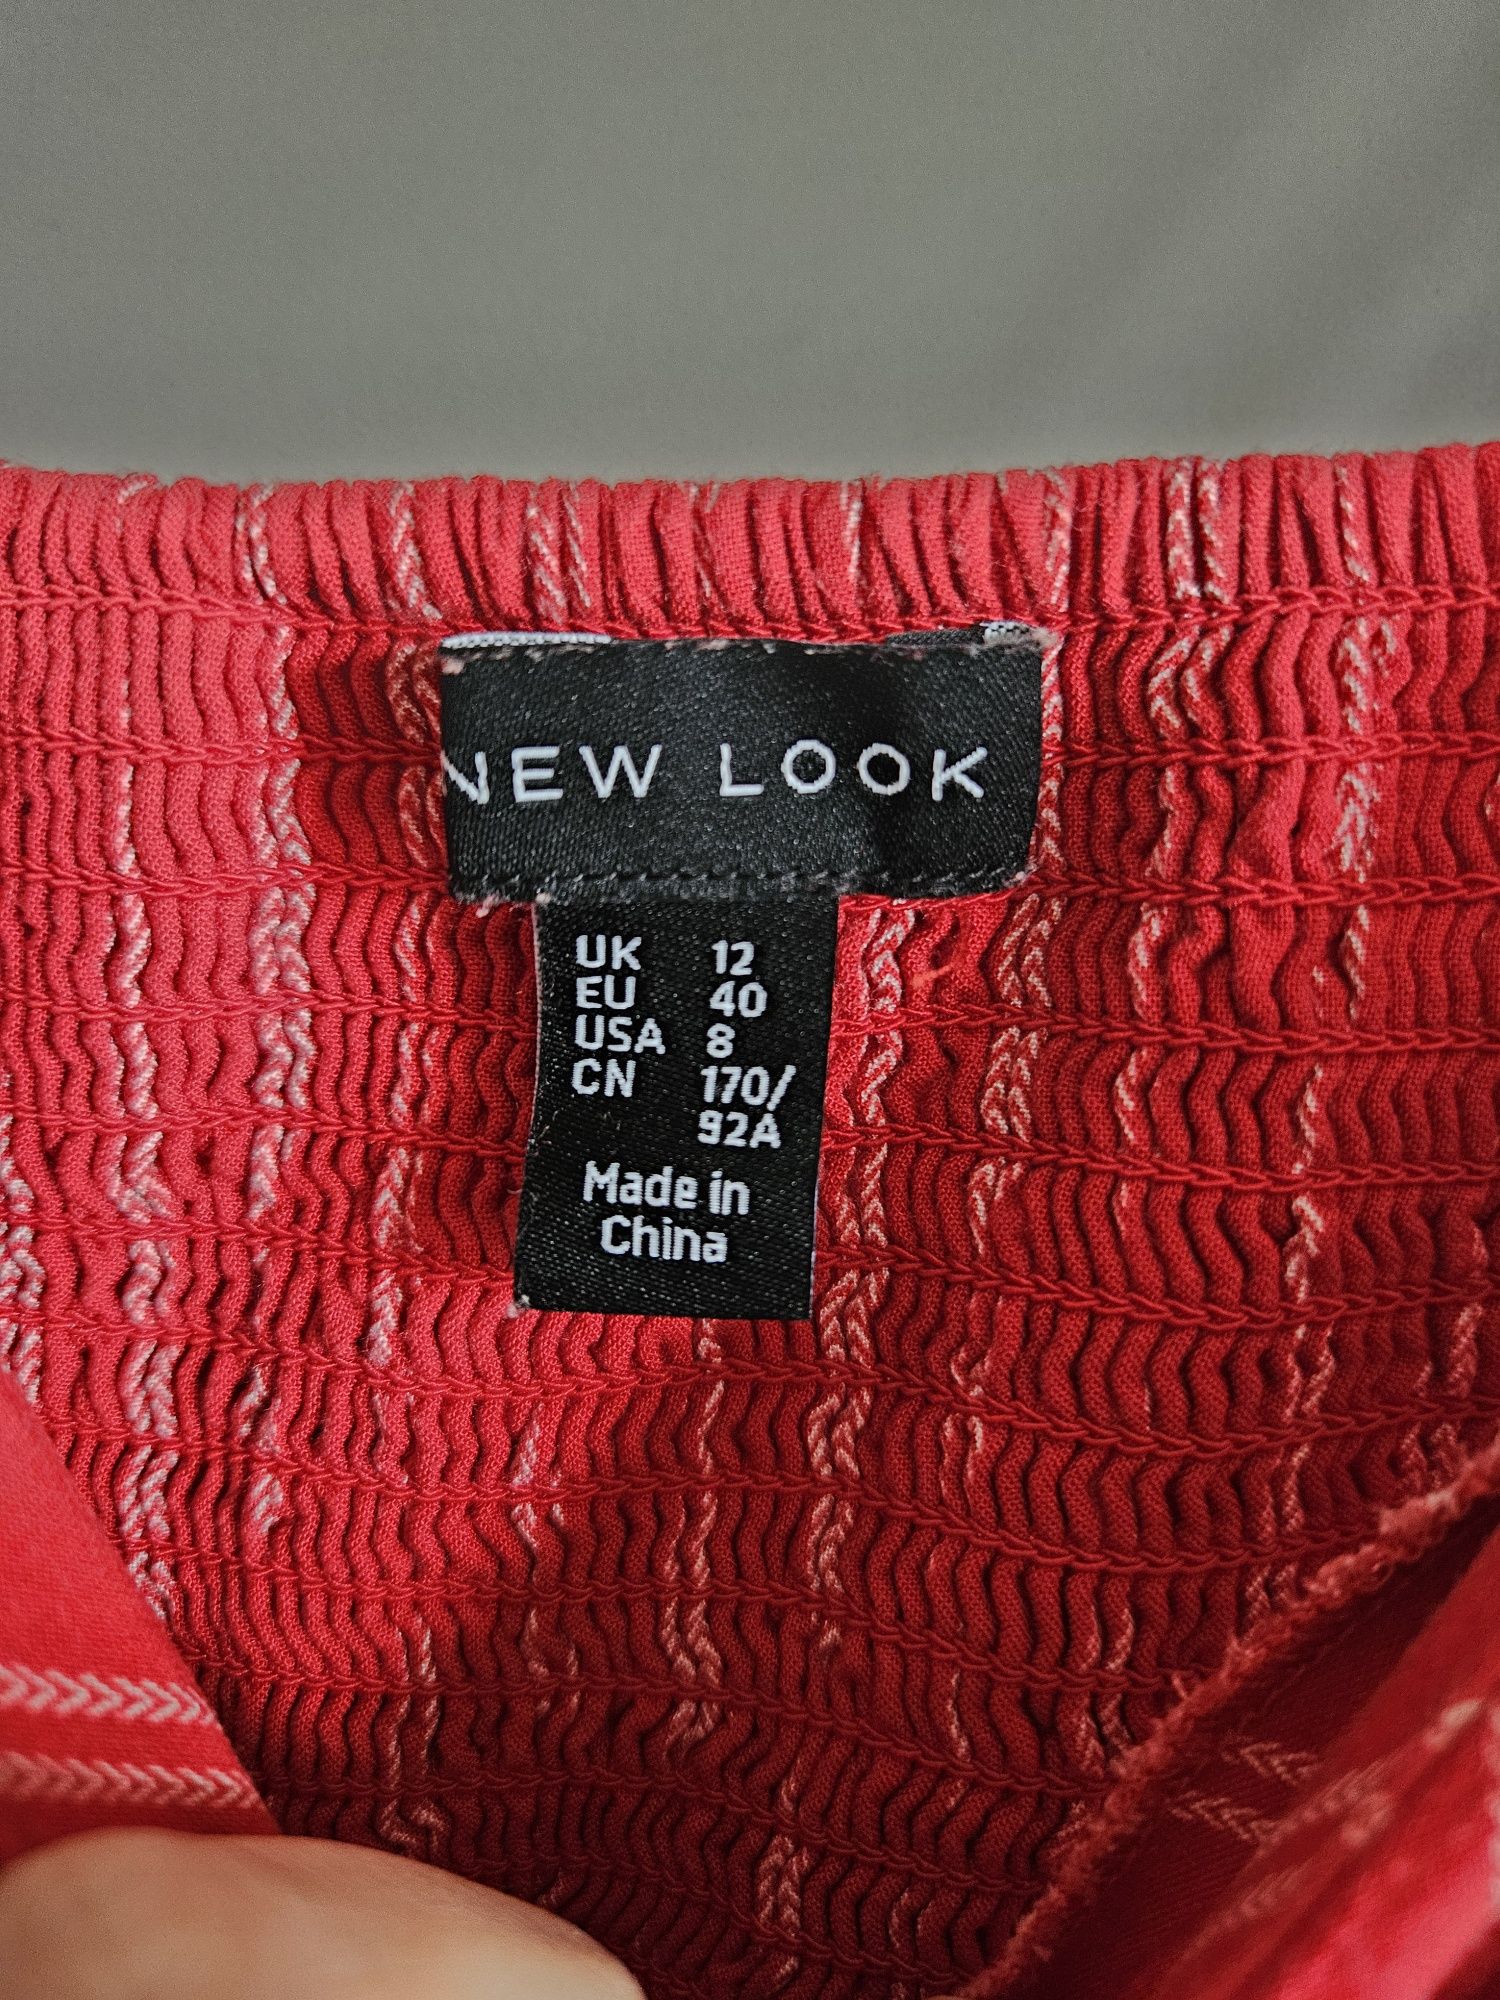 NEW LOOK
UK 12
EU 40
USA 8
CN 170/
92A
Made in
China